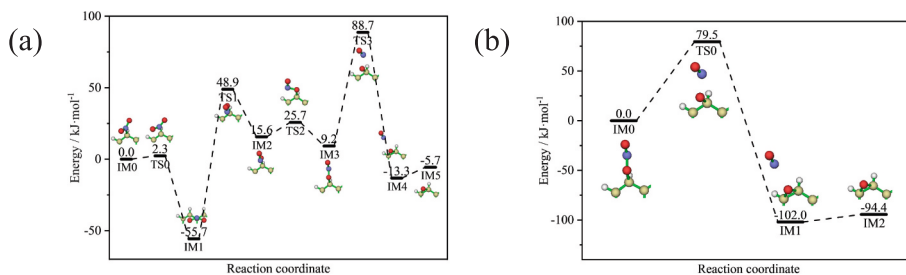 (a)
Energy / kJ·mol⁻¹
100
50
0
-50
0.0
IM0
2.3
TS0
-55.7
IM1
48.9
TS1
15.6
IM2
25.7
TS2
9.2
IM3
88.7
TS3
-13.3
IM4
-5.7
IM5
Reaction coordinate
(b)
Energy / kJ·mol⁻¹
100
50
0
-50
-100
0.0
IM0
79.5
TS0
-102.0
IM1
-94.4
IM2
Reaction coordinate